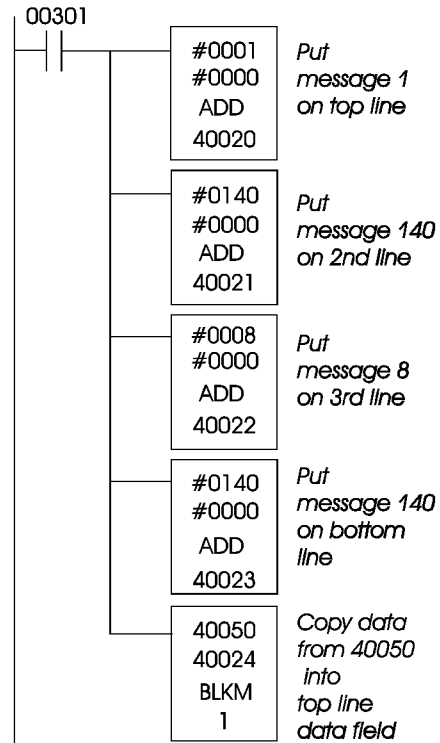 00301
#0001
#0000
ADD
40020
Put
message 1
on top line
#0140
#0000
ADD
40021
Put
message 140
on 2nd line
#0008
#0000
ADD
40022
Put
message 8
on 3rd line
#0140
#0000
ADD
40023
Put
message 140
on bottom
line
40050
40024
BLKM
1
Copy data
from 40050
into
top line
data field